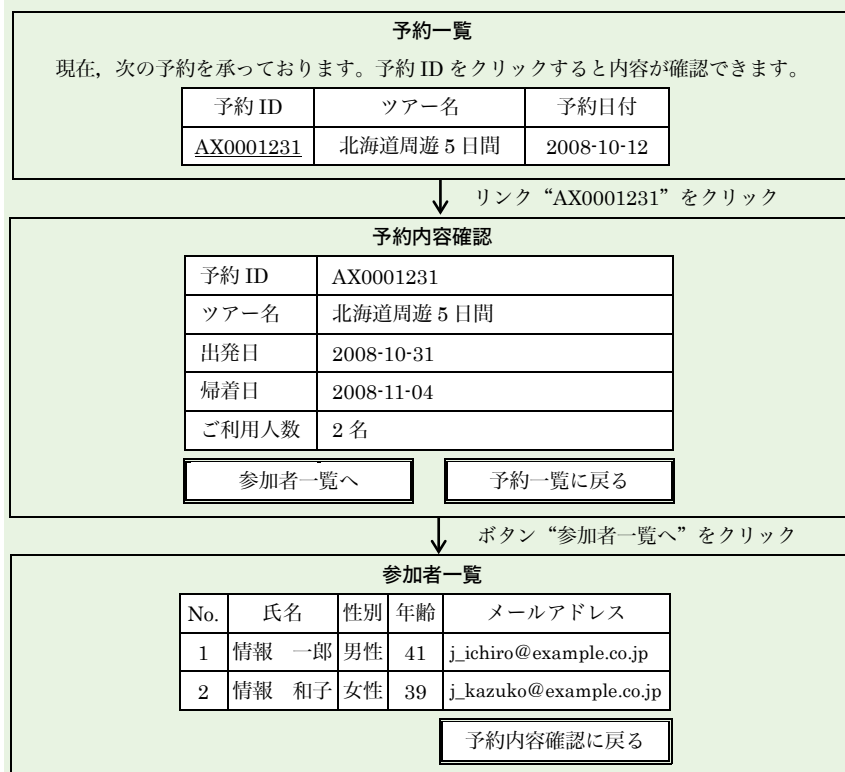 予約一覧
現在，次の予約を承っております。予約 ID をクリックすると内容が確認できます。
予約 ID ツアー名 予約日付
AX0001231 北海道周遊 5 日間 2008-10-12
リンク“AX0001231”をクリック
予約内容確認
予約 ID AX0001231
ツアー名 北海道周遊 5 日間
出発日 2008-10-31
帰着日 2008-11-04
ご利用人数 2 名
参加者一覧へ 予約一覧に戻る
ボタン“参加者一覧へ”をクリック
参加者一覧
No. 氏名 性別 年齢 メールアドレス
1 情報　一郎 男性 41 j_ichiro@example.co.jp
2 情報　和子 女性 39 j_kazuko@example.co.jp
予約内容確認に戻る